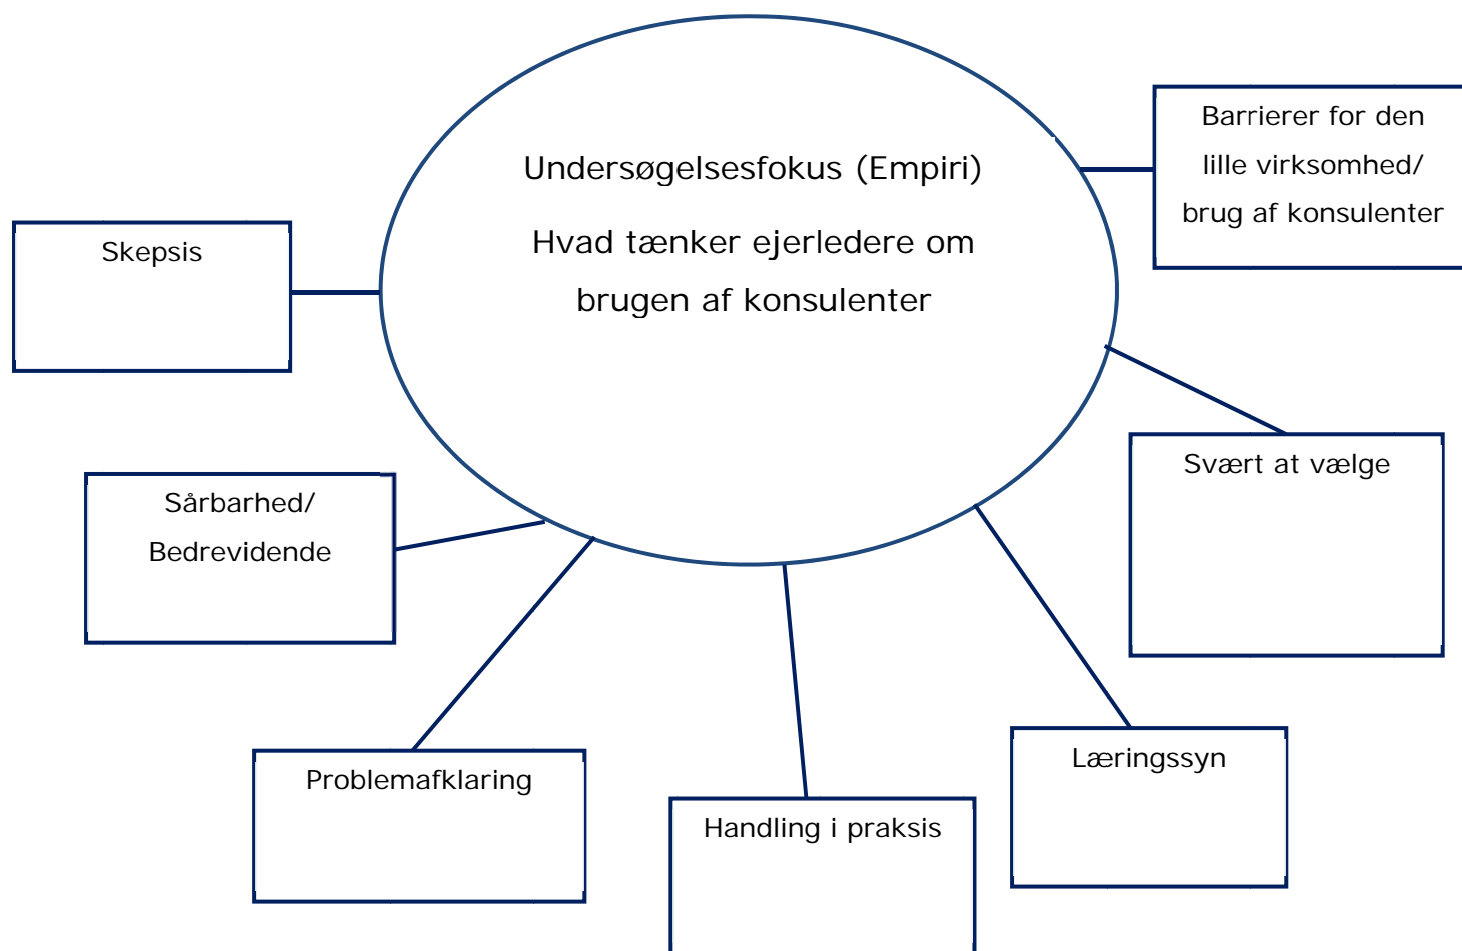 Undersøgelsesfokus (Empiri)
Hvad tænker ejerledere om
brugen af konsulenter
Barrierer for den
lille virksomhed/
brug af konsulenter
Skepsis
Svært at vælge
Sårbarhed/
Bedrevidende
Problemafklaring
Handling i praksis
Læringssyn